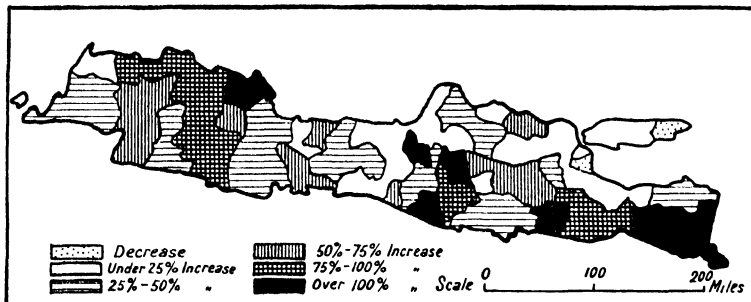 Decrease
Under 25% Increase
25%-50% "
50%-75% Increase
75%-100% "
Over 100% "
Scale 0 100 200
Miles